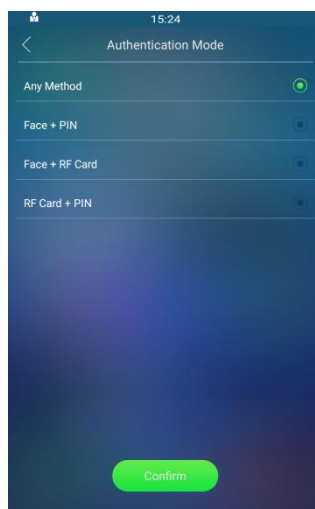 15:24
Authentication Mode
Any Method
Face + PIN
Face + RF Card
RF Card + PIN
Confirm